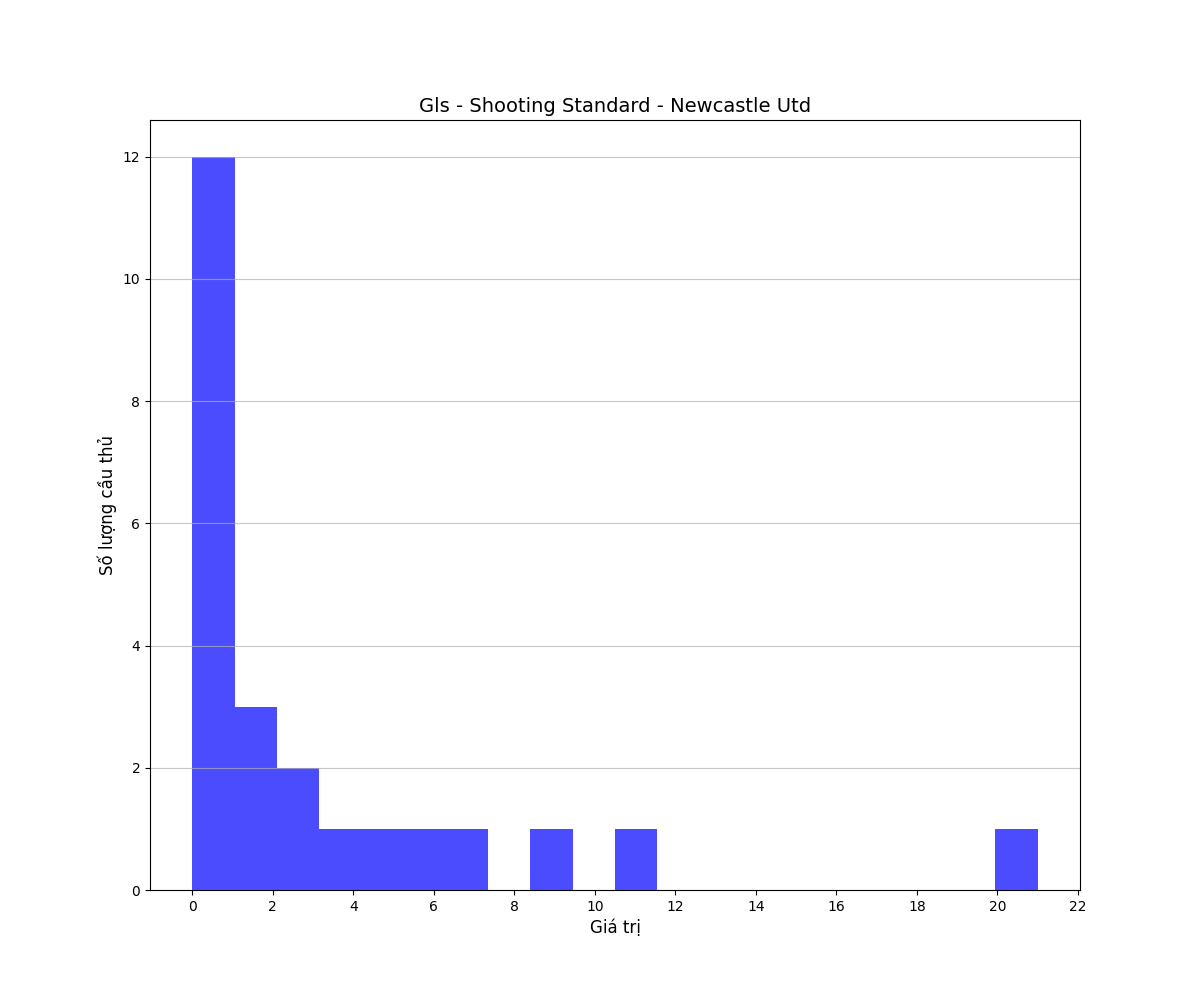 Gls - Shooting Standard - Newcastle Utd
12
10
8
6
4
2
0
Số lượng cầu thủ
0 2 4 6 8 10 12 14 16 18 20 22
Giá trị